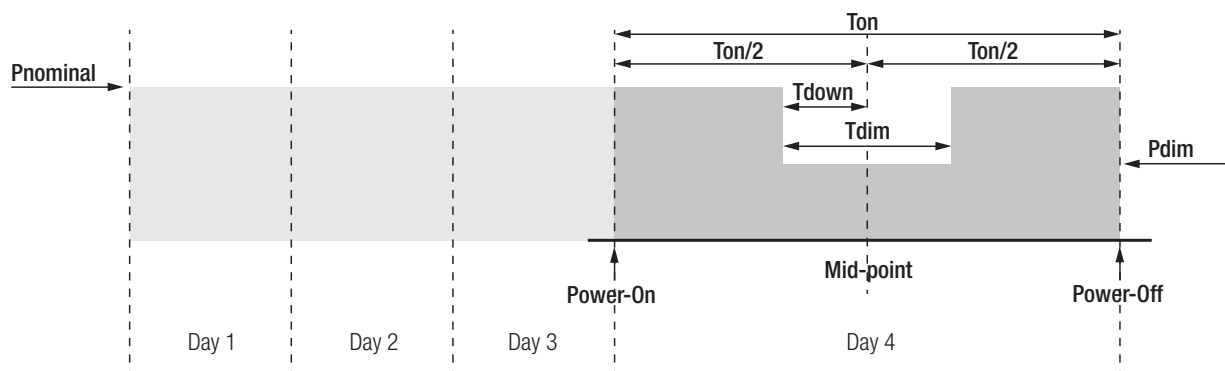 Ton
Ton/2 Ton/2
Pnominal
Tdown
Tdim
Pdim
Mid-point
Power-On Power-Off
Day 1 Day 2 Day 3 Day 4